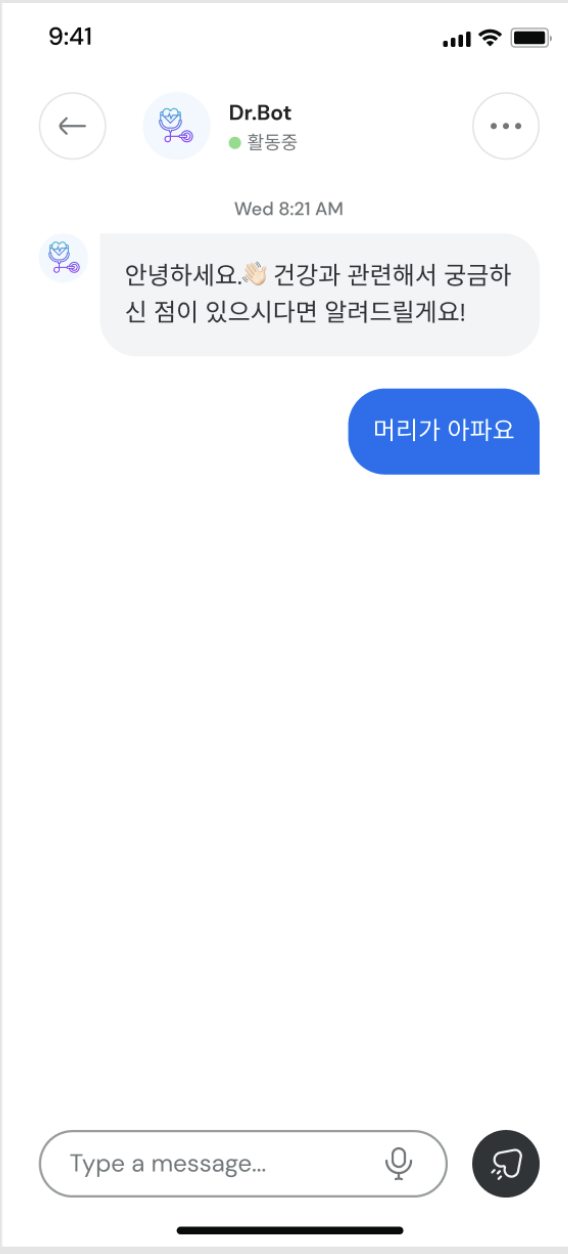 9:41
Dr.Bot
활동중
Wed 8:21 AM
안녕하세요.👋🏻 건강과 관련해서 궁금하
신 점이 있으시다면 알려드릴게요!
머리가 아파요
Type a message...